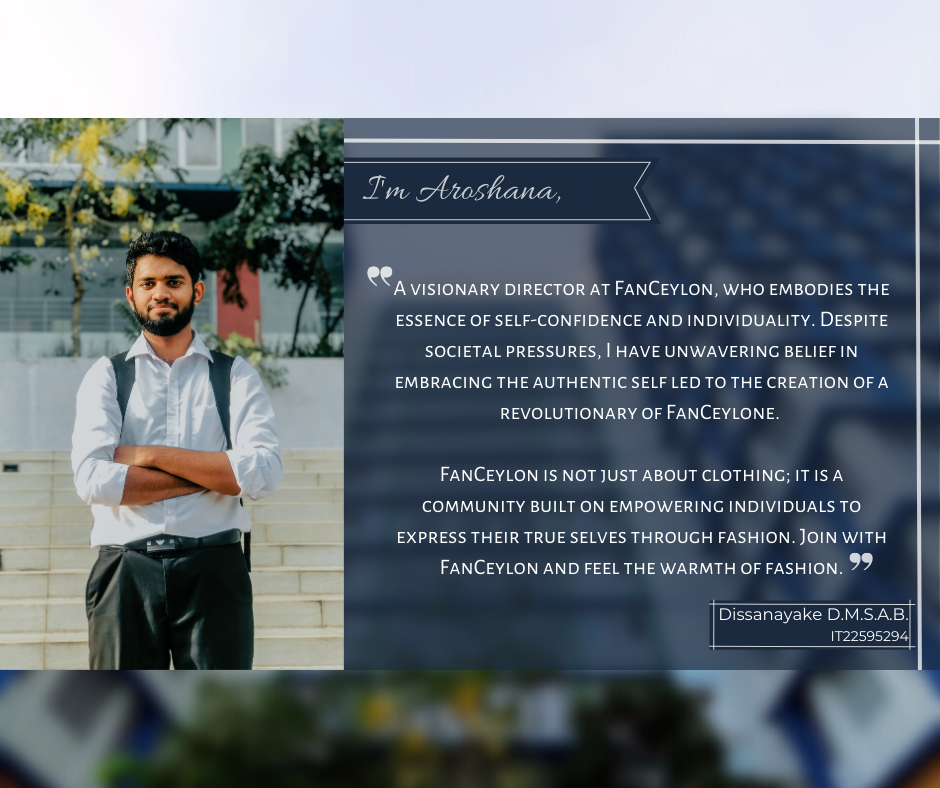 I'm Aroshana,
A visionary director at FanCeylon, who embodies the
essence of self-confidence and individuality. Despite
societal pressures, I have unwavering belief in
embracing the authentic self led to the creation of a
revolutionary of FanCeylone.
FanCeylon is not just about clothing; it is a
community built on empowering individuals to
express their true selves through fashion. Join with
FanCeylon and feel the warmth of fashion.
Dissanayake D.M.S.A.B.
IT22595294